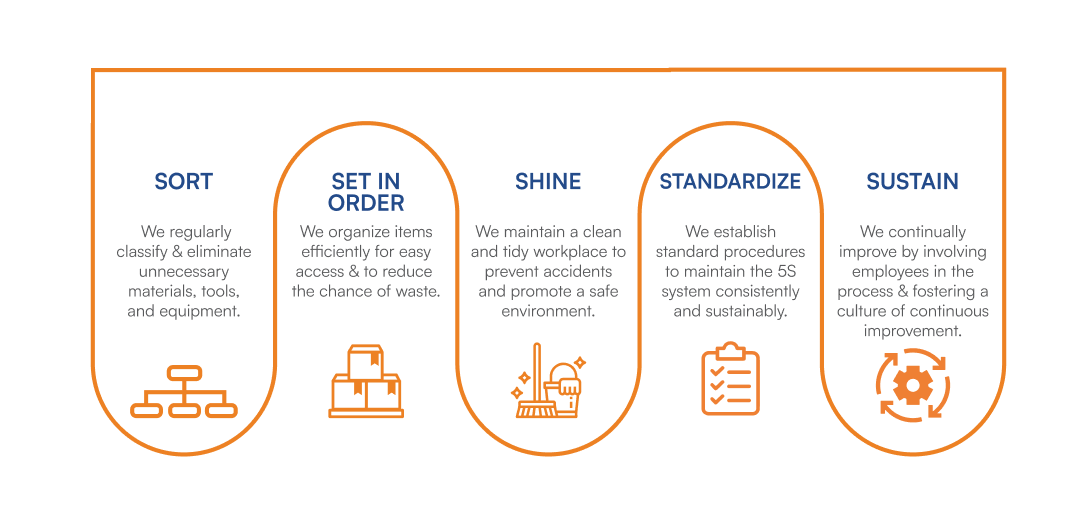 SORT
We regularly
classify & eliminate
unnecessary
materials, tools,
and equipment.
SET IN
ORDER
We organize items
efficiently for easy
access & to reduce
the chance of waste.
SHINE
We maintain a clean
and tidy workplace to
prevent accidents
and promote a safe
environment.
STANDARDIZE
We establish
standard procedures
to maintain the 5S
system consistently
and sustainably.
SUSTAIN
We continually
improve by involving
employees in the
process & fostering a
culture of continuous
improvement.